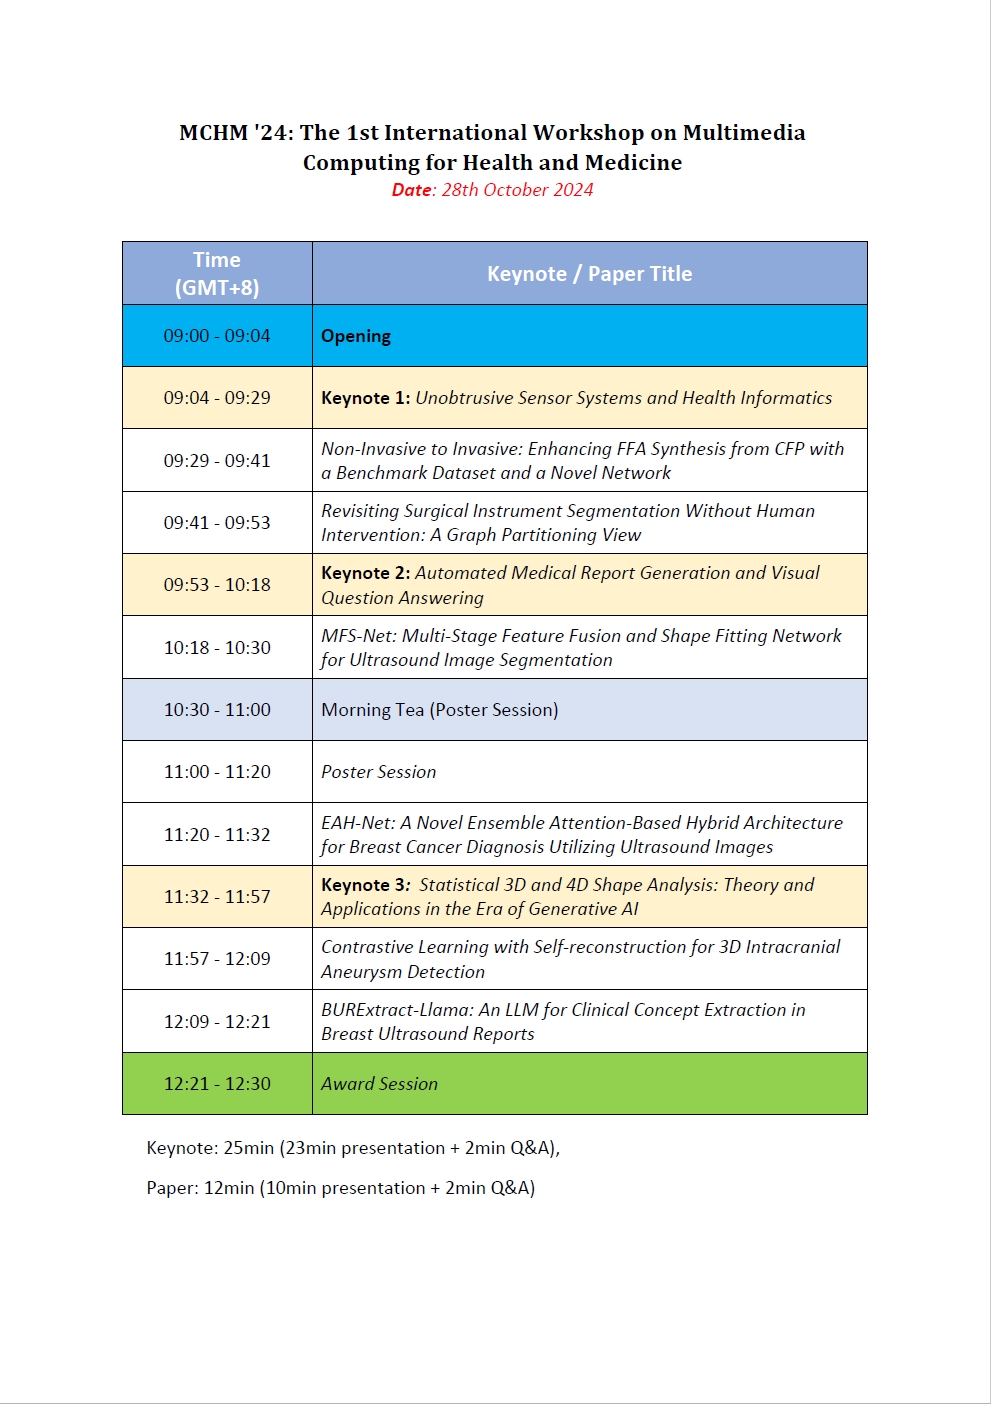 MCHM '24: The 1st International Workshop on Multimedia
Computing for Health and Medicine
Date: 28th October 2024
Time
(GMT+8)
Keynote / Paper Title
09:00 - 09:04
Opening
09:04 - 09:29
Keynote 1: Unobtrusive Sensor Systems and Health Informatics
09:29 - 09:41
Non-Invasive to Invasive: Enhancing FFA Synthesis from CFP with
a Benchmark Dataset and a Novel Network
09:41 - 09:53
Revisiting Surgical Instrument Segmentation Without Human
Intervention: A Graph Partitioning View
09:53 - 10:18
Keynote 2: Automated Medical Report Generation and Visual
Question Answering
10:18 - 10:30
MFS-Net: Multi-Stage Feature Fusion and Shape Fitting Network
for Ultrasound Image Segmentation
10:30 - 11:00
Morning Tea (Poster Session)
11:00 - 11:20
Poster Session
11:20 - 11:32
EAH-Net: A Novel Ensemble Attention-Based Hybrid Architecture
for Breast Cancer Diagnosis Utilizing Ultrasound Images
11:32 - 11:57
Keynote 3: Statistical 3D and 4D Shape Analysis: Theory and
Applications in the Era of Generative AI
11:57 - 12:09
Contrastive Learning with Self-reconstruction for 3D Intracranial
Aneurysm Detection
12:09 - 12:21
BURExtract-Llama: An LLM for Clinical Concept Extraction in
Breast Ultrasound Reports
12:21 - 12:30
Award Session
Keynote: 25min (23min presentation + 2min Q&A),
Paper: 12min (10min presentation + 2min Q&A)